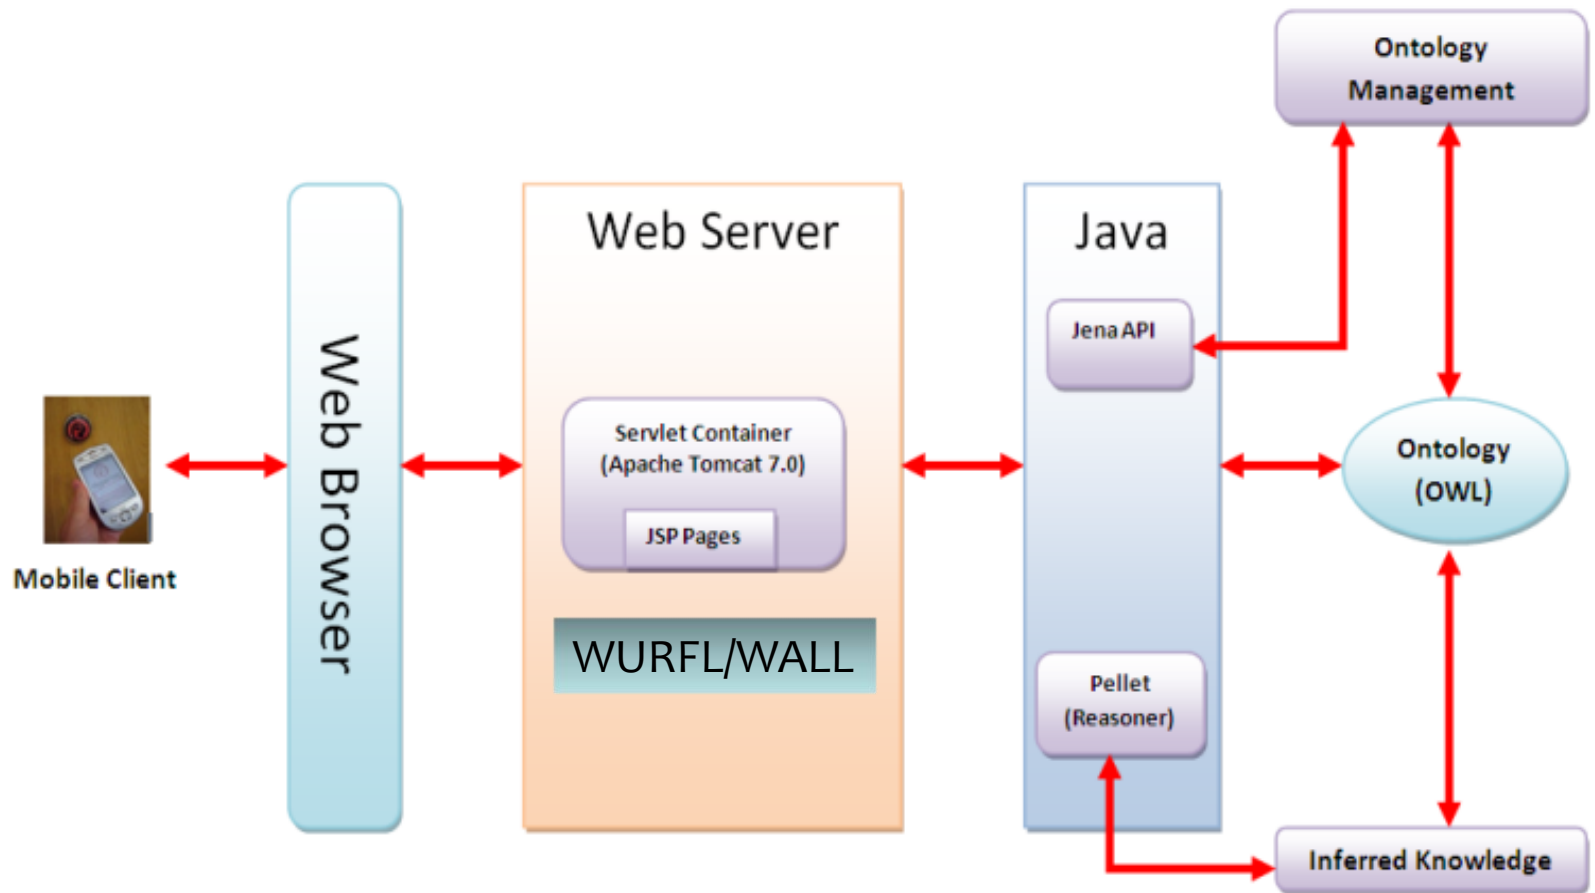 Ontology
Management
Web Server
Java
Jena API
Web Browser
Servlet Container
(Apache Tomcat 7.0)
JSP Pages
Ontology
(OWL)
Mobile Client
WURFL/WALL
Pellet
(Reasoner)
Inferred Knowledge